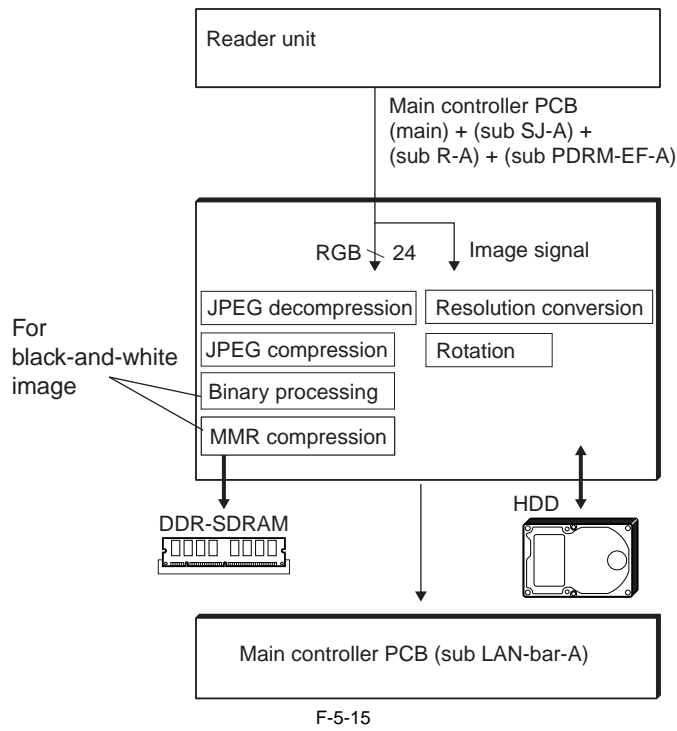 Reader unit
Main controller PCB
(main) + (sub SJ-A) +
(sub R-A) + (sub PDRM-EF-A)
RGB 24
Image signal
JPEG decompression
Resolution conversion
For
black-and-white
image
JPEG compression
Rotation
Binary processing
MMR compression
DDR-SDRAM
HDD
Main controller PCB (sub LAN-bar-A)
F-5-15